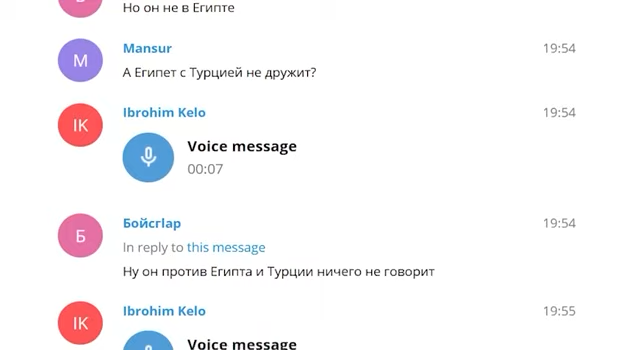 Но он не в Египте
Mansur 19:54
M
А Египет с Турцией не дружит?
Ibrohim Kelo 19:54
IK
Voice message
00:07
Бойсгlар 19:54
Б
In reply to this message
Ну он против Египта и Турции ничего не говорит
Ibrohim Kelo 19:55
IK
Voice message